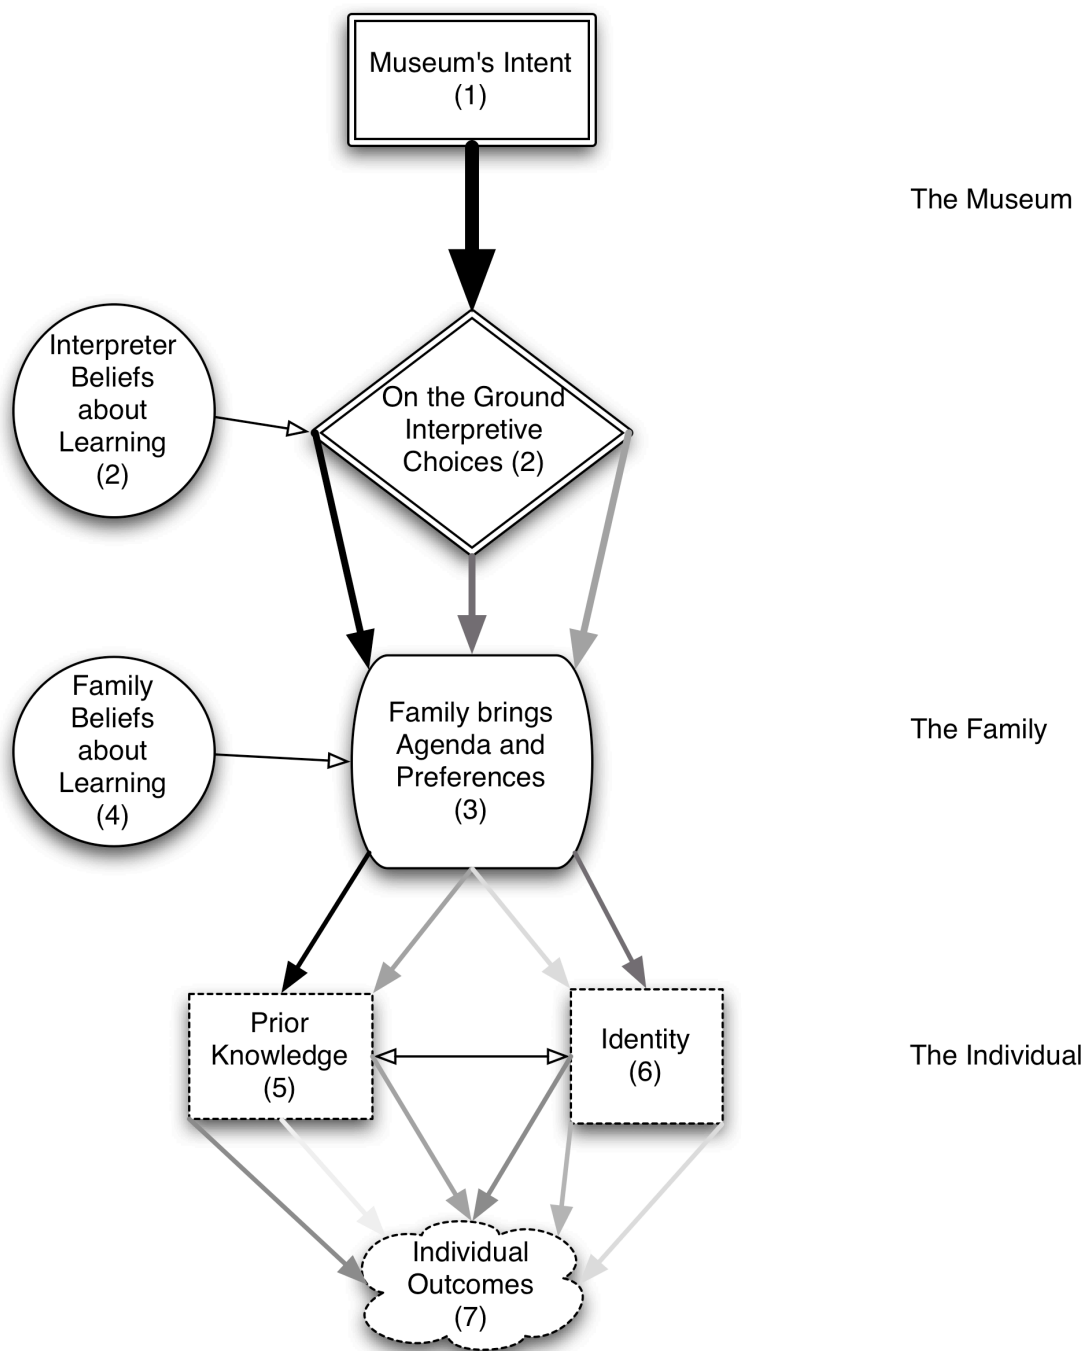 Museum's Intent
(1)
The Museum
Interpreter
Beliefs
about
Learning
(2)
On the Ground
Interpretive
Choices (2)
Family
Beliefs
about
Learning
(4)
Family brings
Agenda and
Preferences
(3)
The Family
Prior
Knowledge
(5)
Identity
(6)
The Individual
Individual
Outcomes
(7)